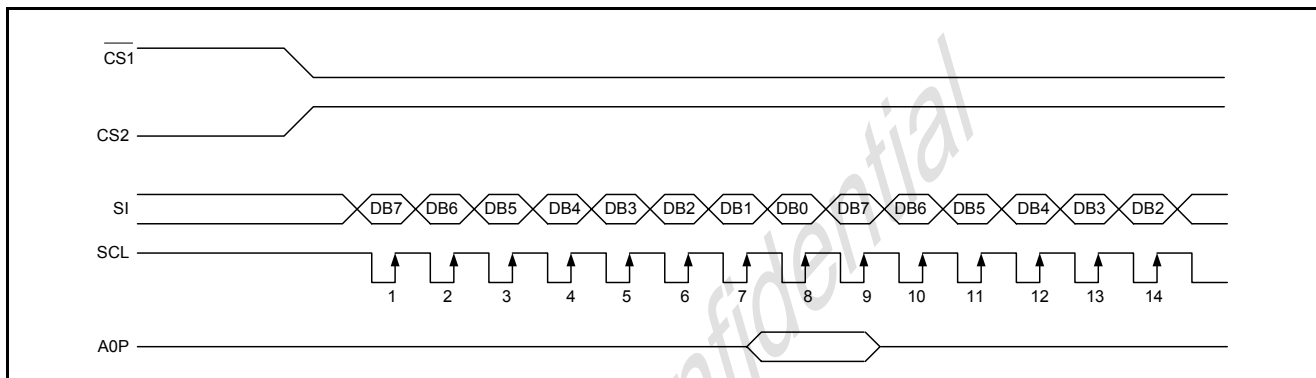 CS1
CS2
SI DB7 DB6 DB5 DB4 DB3 DB2 DB1 DB0 DB7 DB6 DB5 DB4 DB3 DB2
SCL
1 2 3 4 5 6 7 8 9 10 11 12 13 14
A0P